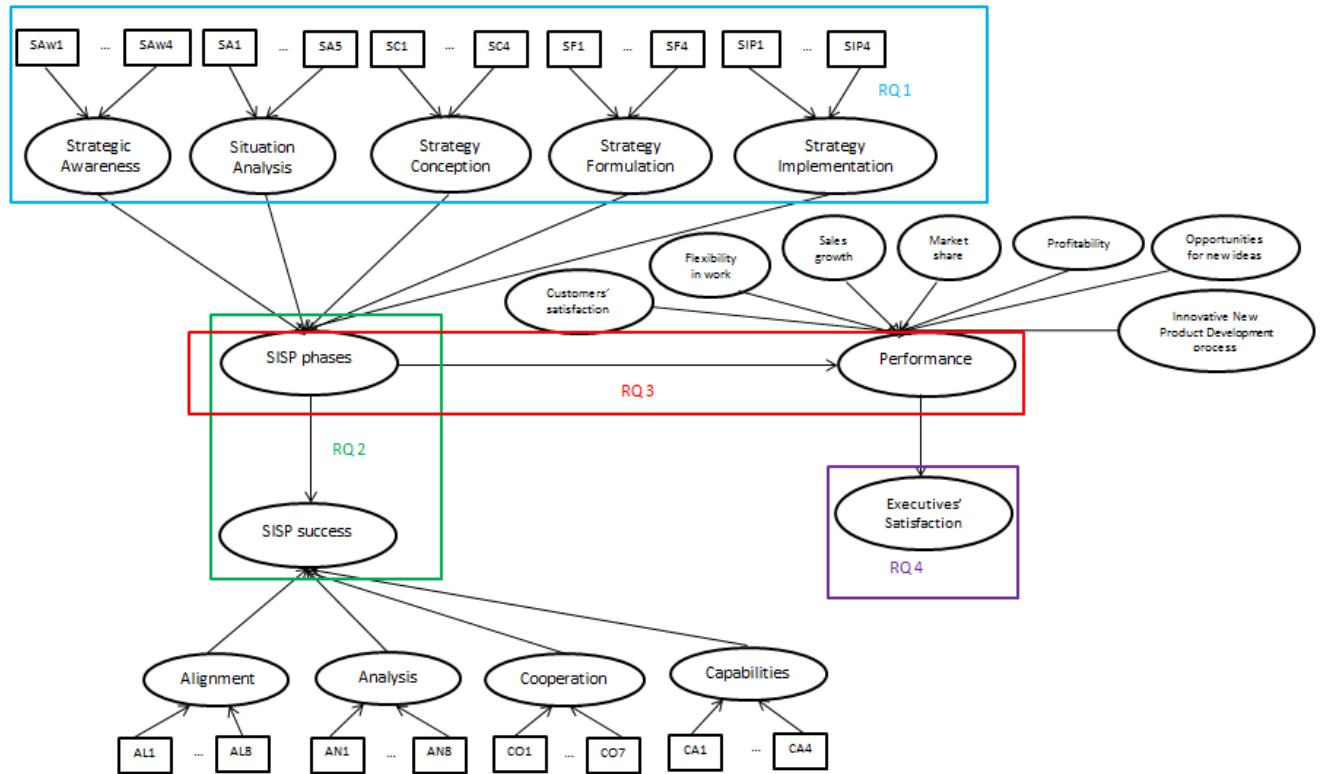 SAw1 ... SAw4 SA1 ... SA5 SC1 ... SC4 SF1 ... SF4 SIP1 ... SIP4
RQ 1
Strategic
Awareness
Situation
Analysis
Strategy
Conception
Strategy
Formulation
Strategy
Implementation
Customers'
satisfaction
Flexibility
in work
Sales
growth
Market
share
Profitability
Opportunities
for new ideas
Innovative New
Product Development
process
SISP phases
Performance
RQ 3
RQ 2
SISP success
Executives'
Satisfaction
RQ 4
Alignment
Analysis
Cooperation
Capabilities
AL1 ... AL8 AN1 ... AN8 CO1 ... CO7 CA1 ... CA4